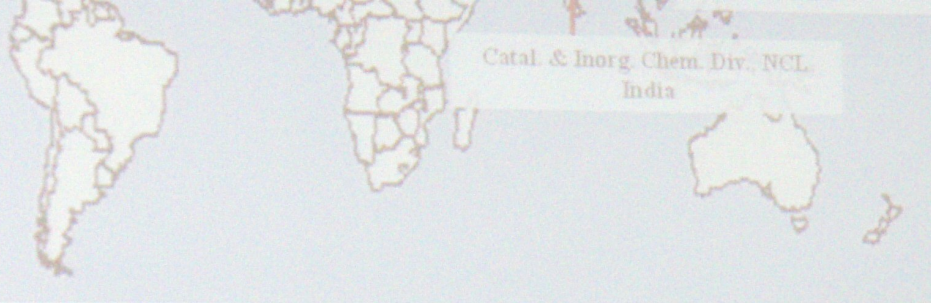 Catal. & Inorg. Chem. Div., NCL.
India